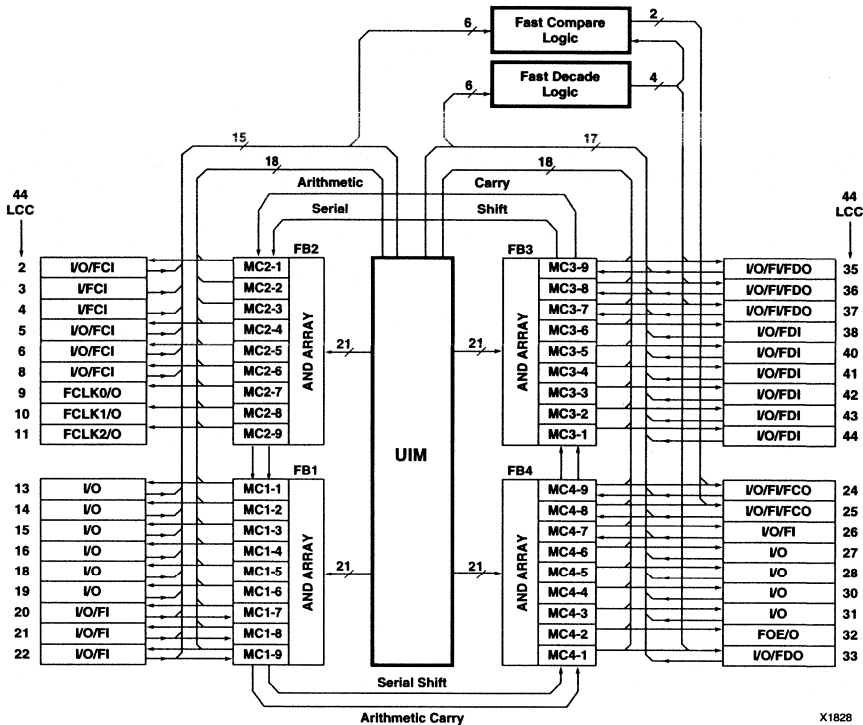 Fast Compare
Logic
6
2
Fast Decade
Logic
6
4
15
17
18
18
Arithmetic Carry
Serial Shift
44
LCC
44
LCC
FB2
FB3
2 I/O/FCI MC2-1
3 I/FCI MC2-2
4 I/FCI MC2-3
5 I/O/FCI MC2-4
6 I/O/FCI MC2-5
8 I/O/FCI MC2-6
9 FCLK0/O MC2-7
10 FCLK1/O MC2-8
11 FCLK2/O MC2-9
AND ARRAY
21
UIM
21
AND ARRAY
MC3-9 I/O/FI/FDO 35
MC3-8 I/O/FI/FDO 36
MC3-7 I/O/FI/FDO 37
MC3-6 I/O/FDI 38
MC3-5 I/O/FDI 40
MC3-4 I/O/FDI 41
MC3-3 I/O/FDI 42
MC3-2 I/O/FDI 43
MC3-1 I/O/FDI 44
FB1
FB4
13 I/O MC1-1
14 I/O MC1-2
15 I/O MC1-3
16 I/O MC1-4
18 I/O MC1-5
19 I/O MC1-6
20 I/O/FI MC1-7
21 I/O/FI MC1-8
22 I/O/FI MC1-9
AND ARRAY
21
21
AND ARRAY
MC4-9 I/O/FI/FCO 24
MC4-8 I/O/FI/FCO 25
MC4-7 I/O/FI 26
MC4-6 I/O 27
MC4-5 I/O 28
MC4-4 I/O 30
MC4-3 I/O 31
MC4-2 FOE/O 32
MC4-1 I/O/FDO 33
Serial Shift
Arithmetic Carry
X1828